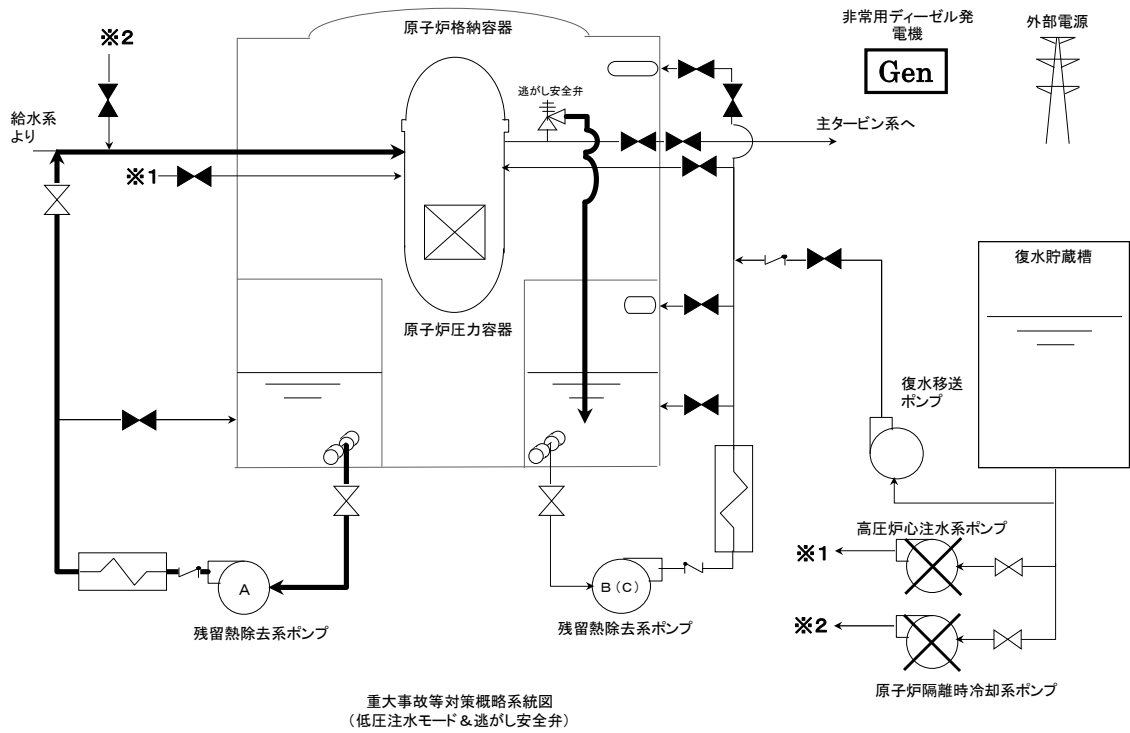 ※2
原子炉格納容器
非常用ディーゼル発
電機
外部電源
Gen
逃がし安全弁
給水系
より
主タービン系へ
※1
復水貯蔵槽
原子炉圧力容器
復水移送
ポンプ
高圧炉心注水系ポンプ
※1
A
B(C)
※2
残留熱除去系ポンプ
残留熱除去系ポンプ
原子炉隔離時冷却系ポンプ
重大事故等対策概略系統図
(低圧注水モード&逃がし安全弁)